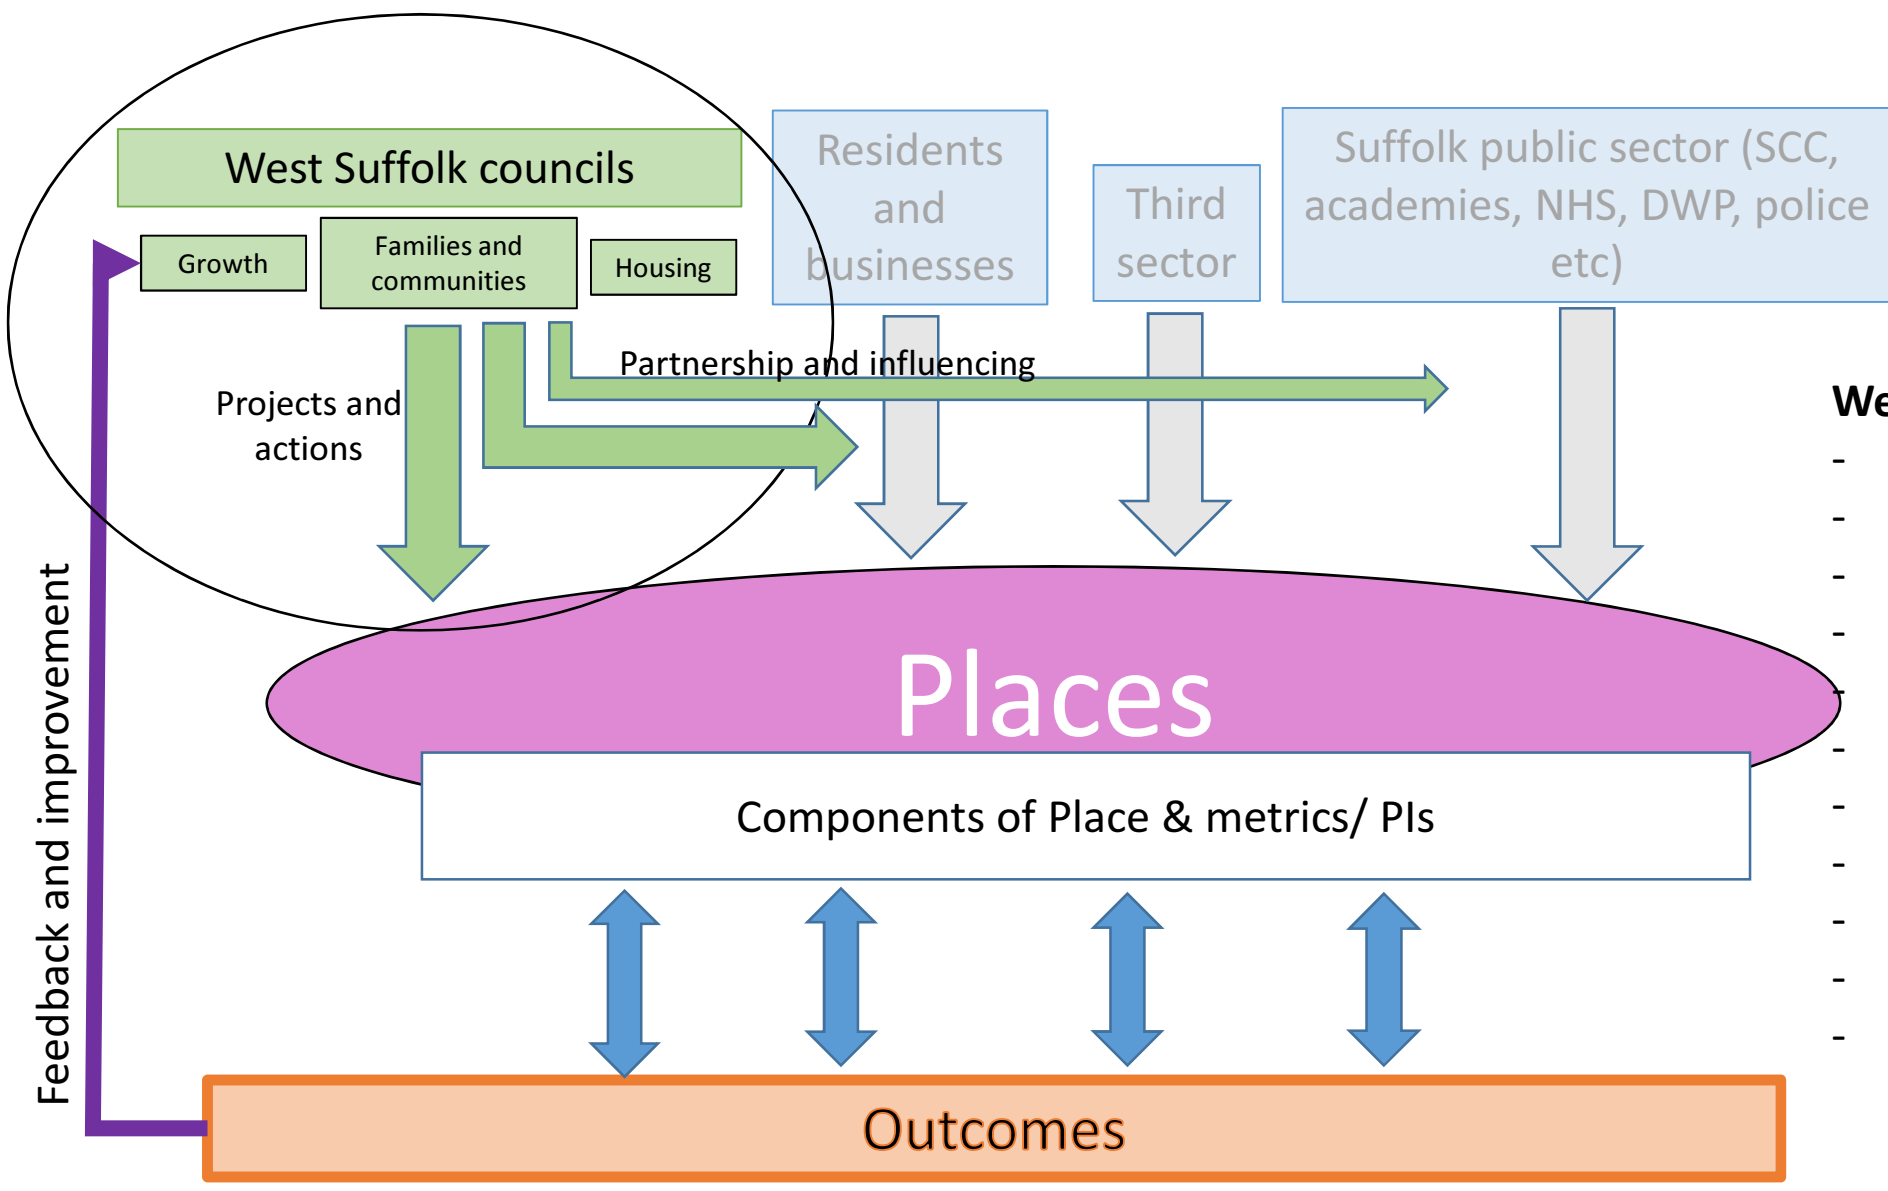 West Suffolk councils
Growth
Families and
communities
Housing
Residents
and
businesses
Third
sector
Suffolk public sector (SCC,
academies, NHS, DWP, police
etc)
Partnership and influencing
Projects and
actions
We
-
-
-
-
-
-
-
-
-
-
-
Places
Components of Place & metrics/ PIs
Feedback and improvement
Outcomes